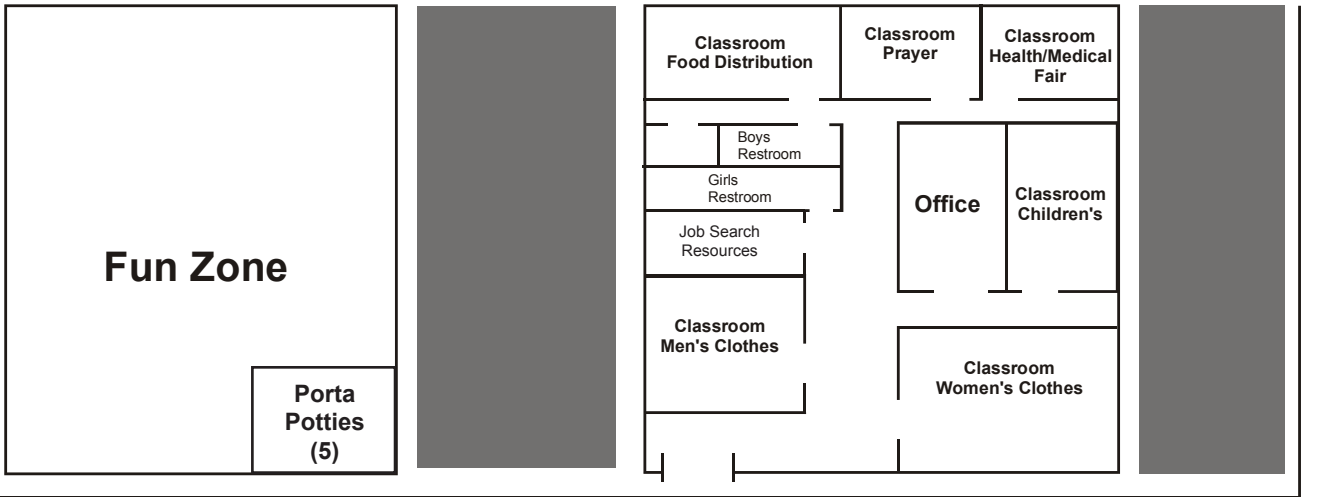 Fun Zone
Porta
Potties
(5)
Classroom
Food Distribution
Classroom
Prayer
Classroom
Health/Medical
Fair
Boys
Restroom
Girls
Restroom
Job Search
Resources
Classroom
Men's Clothes
Office
Classroom
Children's
Classroom
Women's Clothes